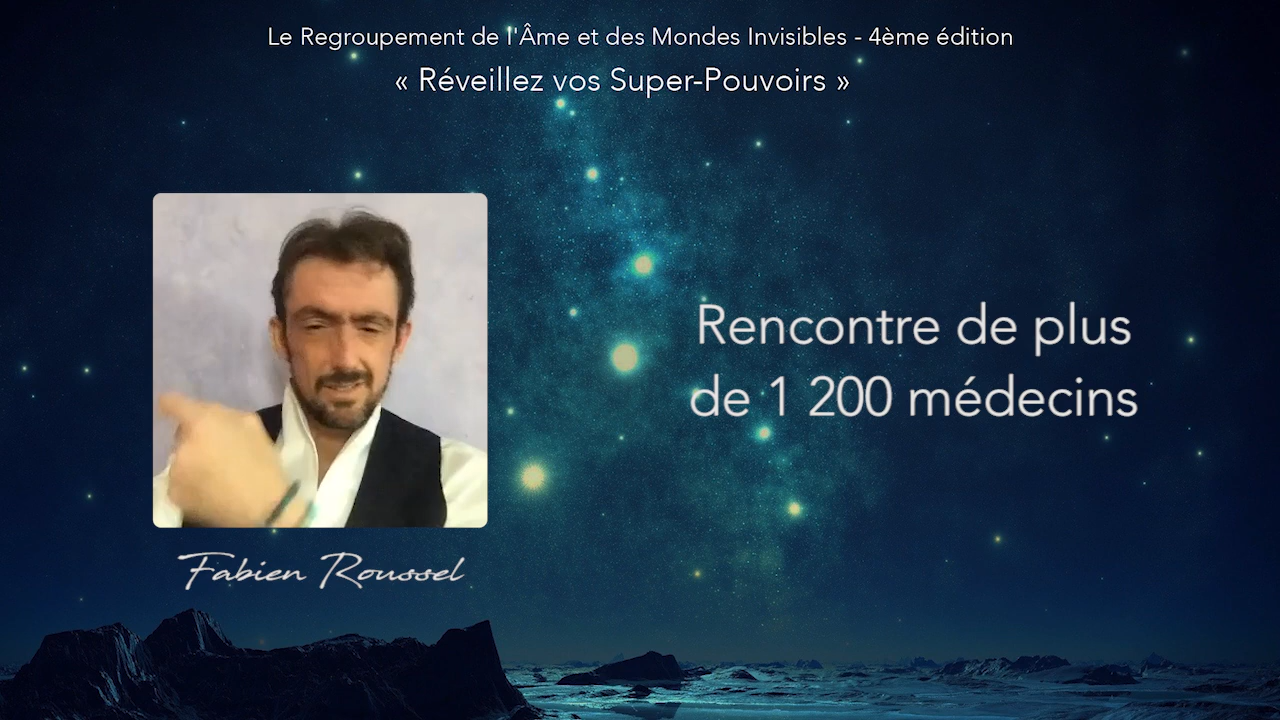 Le Regroupement de l'Âme et des Mondes Invisibles - 4ème édition
« Réveillez vos Super-Pouvoirs »
Rencontre de plus
de 1 200 médecins
Fabien Roussel